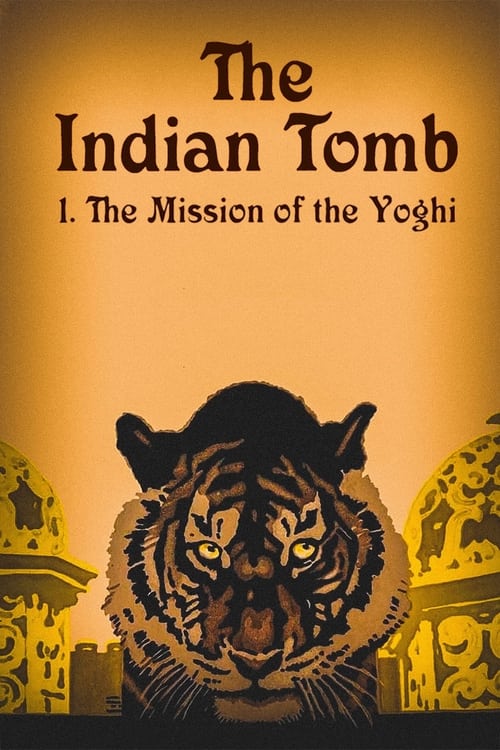 The
Indian Tomb
1. The Mission of the Yoghi